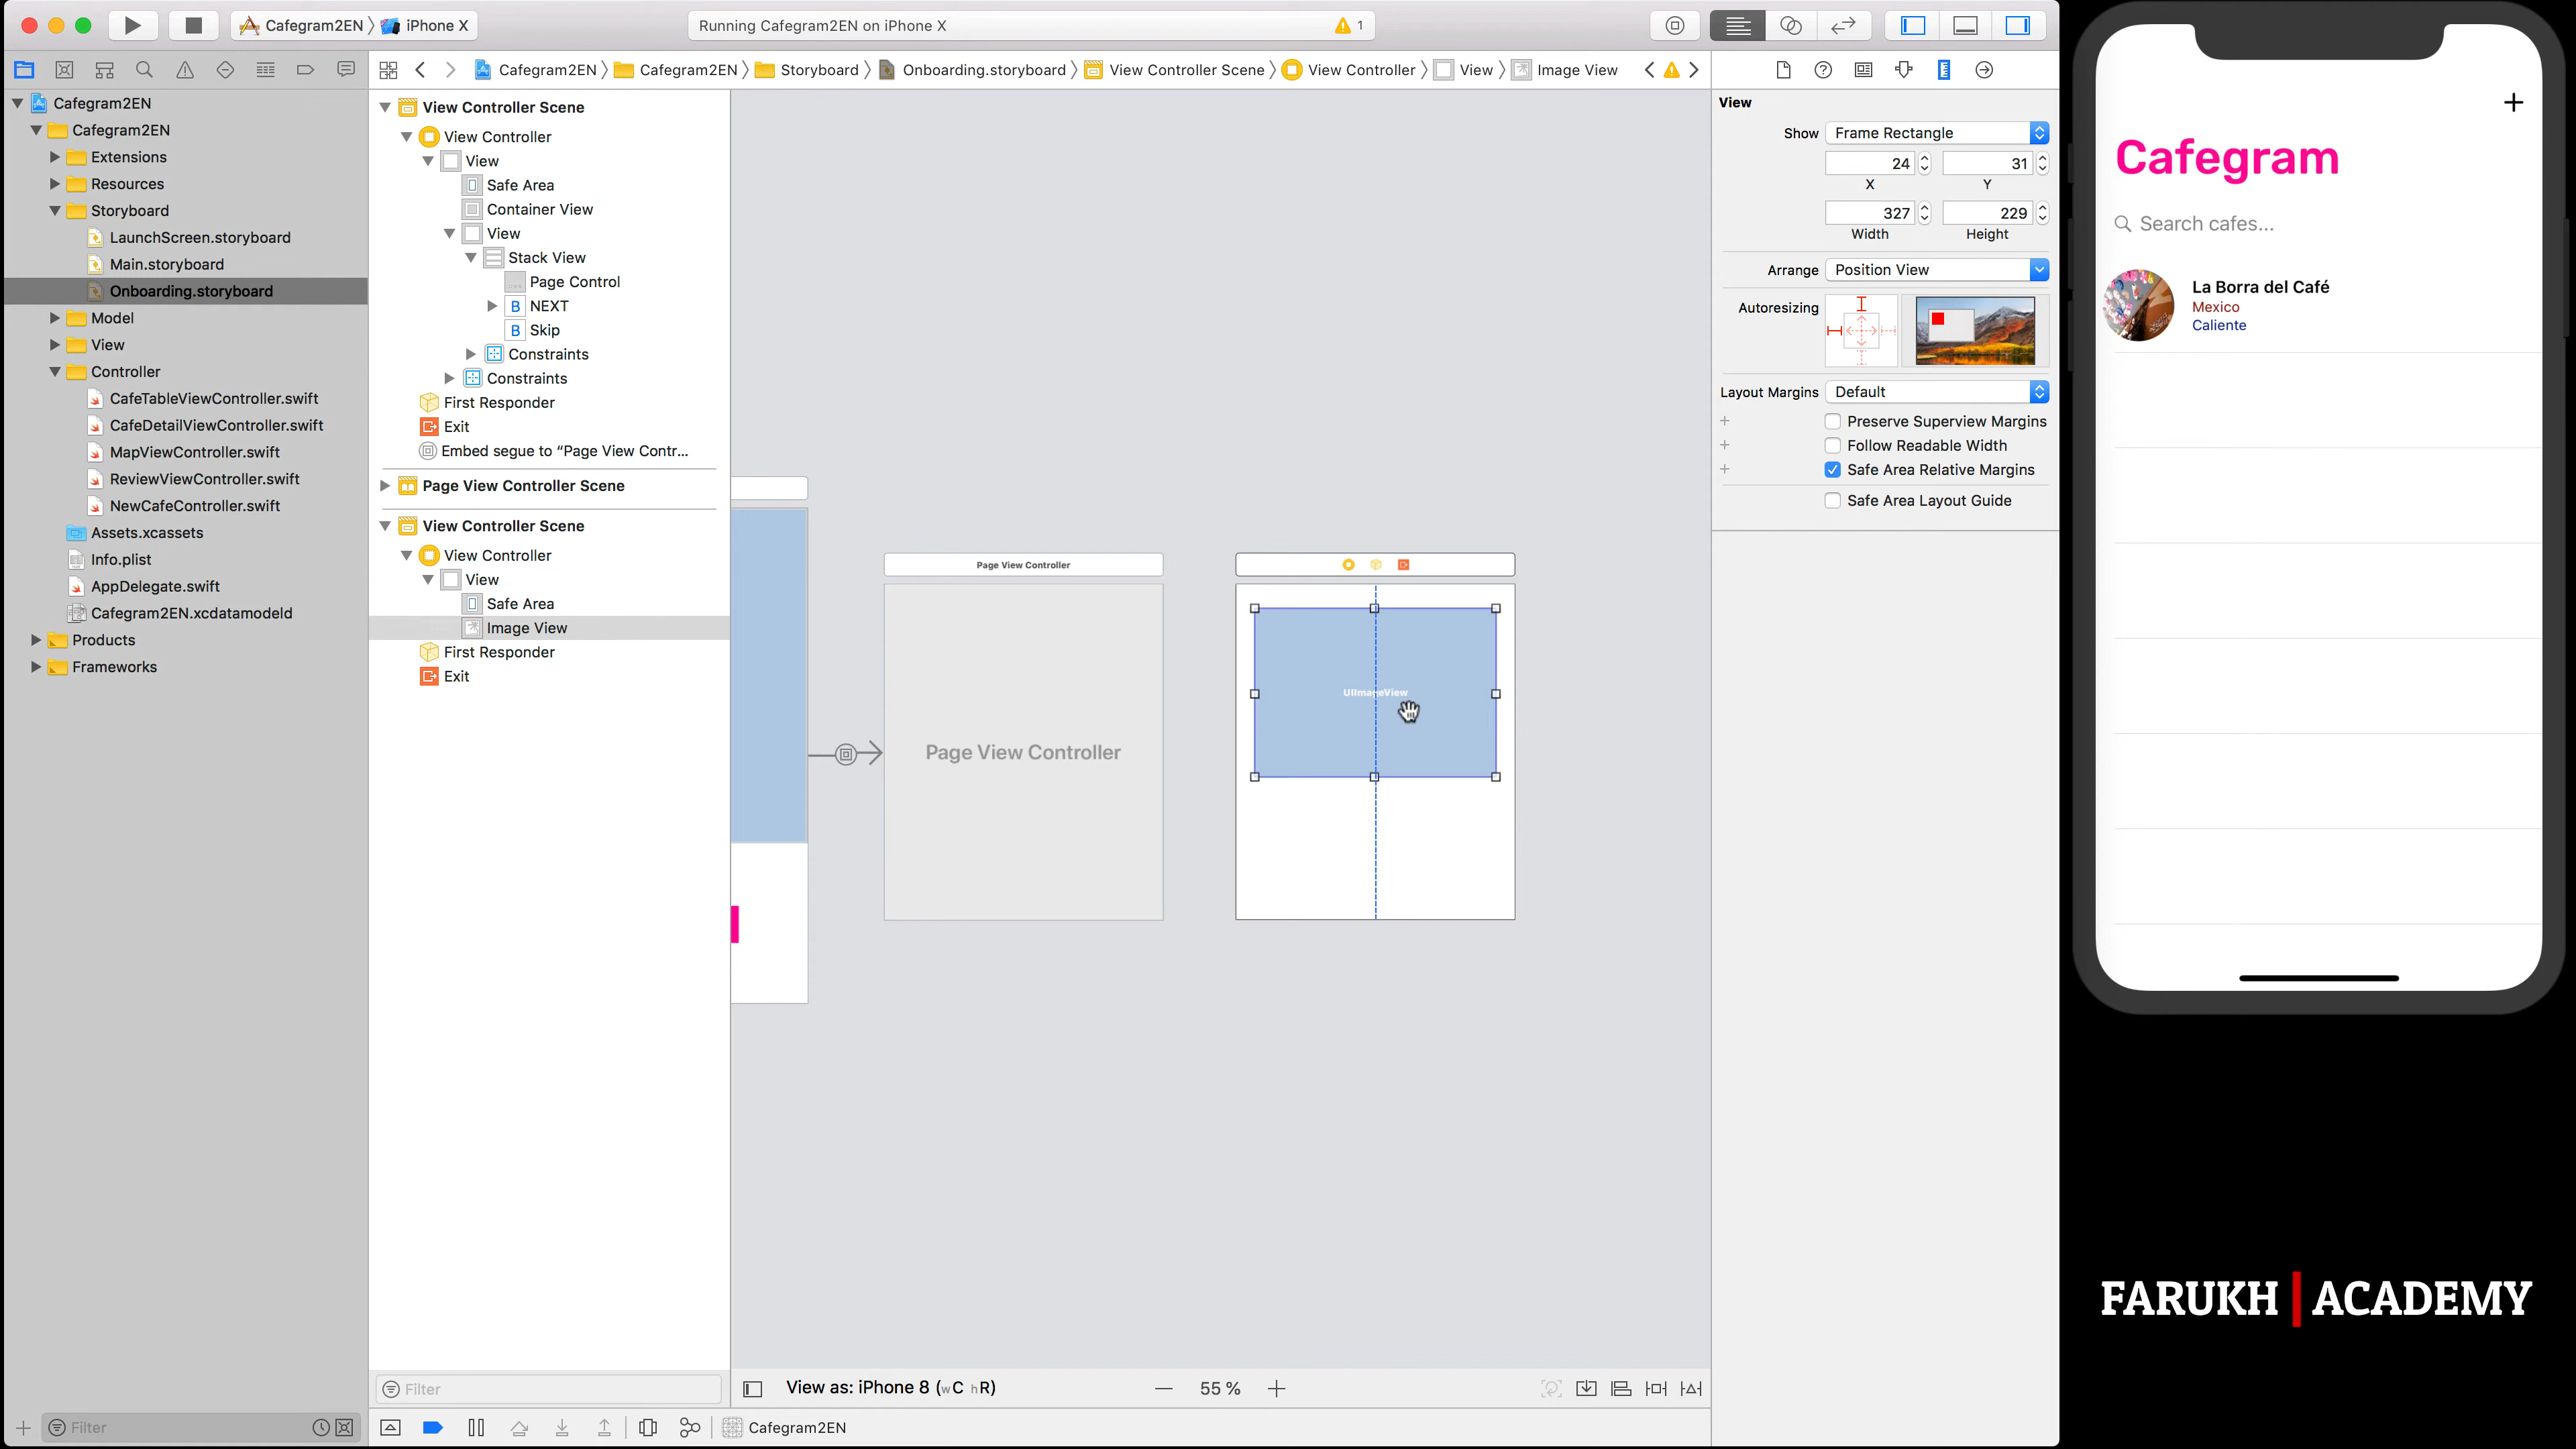 Cafegram2EN
iPhone X
Running Cafegram2EN on iPhone X
1
Cafegram2EN
Cafegram2EN
Storyboard
Onboarding.storyboard
View Controller Scene
View Controller
View
Image View
Cafegram2EN
Cafegram2EN
Extensions
Resources
Storyboard
LaunchScreen.storyboard
Main.storyboard
Onboarding.storyboard
Model
View
Controller
CafeTableViewController.swift
CafeDetailViewController.swift
MapViewController.swift
ReviewViewController.swift
NewCafeController.swift
Assets.xcassets
Info.plist
AppDelegate.swift
Cafegram2EN.xcdatamodeld
Products
Frameworks
Filter
View Controller Scene
View Controller
View
Safe Area
Container View
View
Stack View
Page Control
B NEXT
B Skip
Constraints
Constraints
First Responder
Exit
Embed segue to “Page View Contr...
Page View Controller Scene
View Controller Scene
View Controller
View
Safe Area
Image View
First Responder
Exit
Filter
Page View Controller
Page View Controller
UIImageView
View as: iPhone 8 (wC hR)
55 %
Cafegram2EN
View
Show Frame Rectangle
24 31
X Y
327 229
Width Height
Arrange Position View
Autoresizing
Layout Margins Default
Preserve Superview Margins
Follow Readable Width
Safe Area Relative Margins
Safe Area Layout Guide
Cafegram
Search cafes...
La Borra del Café
Mexico
Caliente
FARUKH | ACADEMY